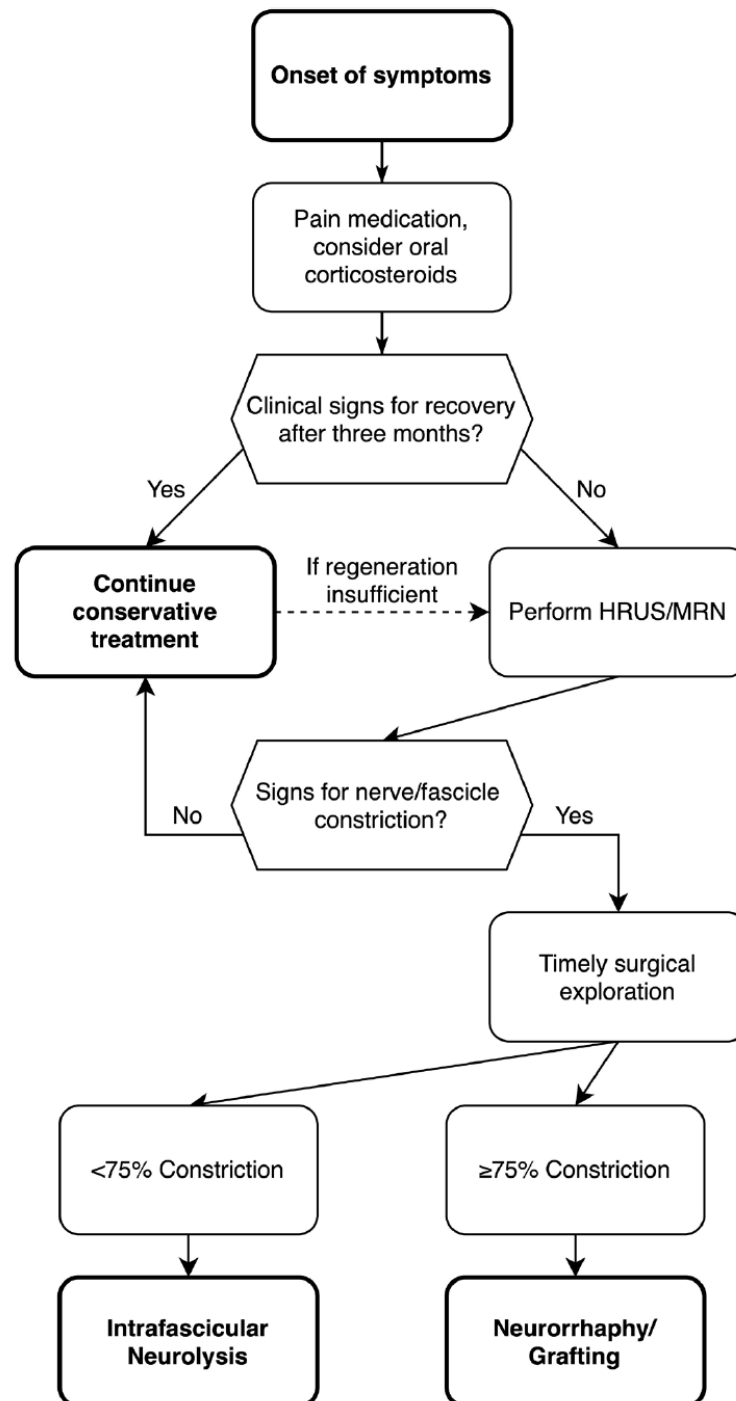 Onset of symptoms
Pain medication,
consider oral
corticosteroids
Clinical signs for recovery
after three months?
Yes
No
Continue
conservative
treatment
If regeneration
insufficient
Perform HRUS/MRN
Signs for nerve/fascicle
constriction?
No
Yes
Timely surgical
exploration
<75% Constriction
≥75% Constriction
Intrafascicular
Neurolysis
Neurorrhaphy/
Grafting